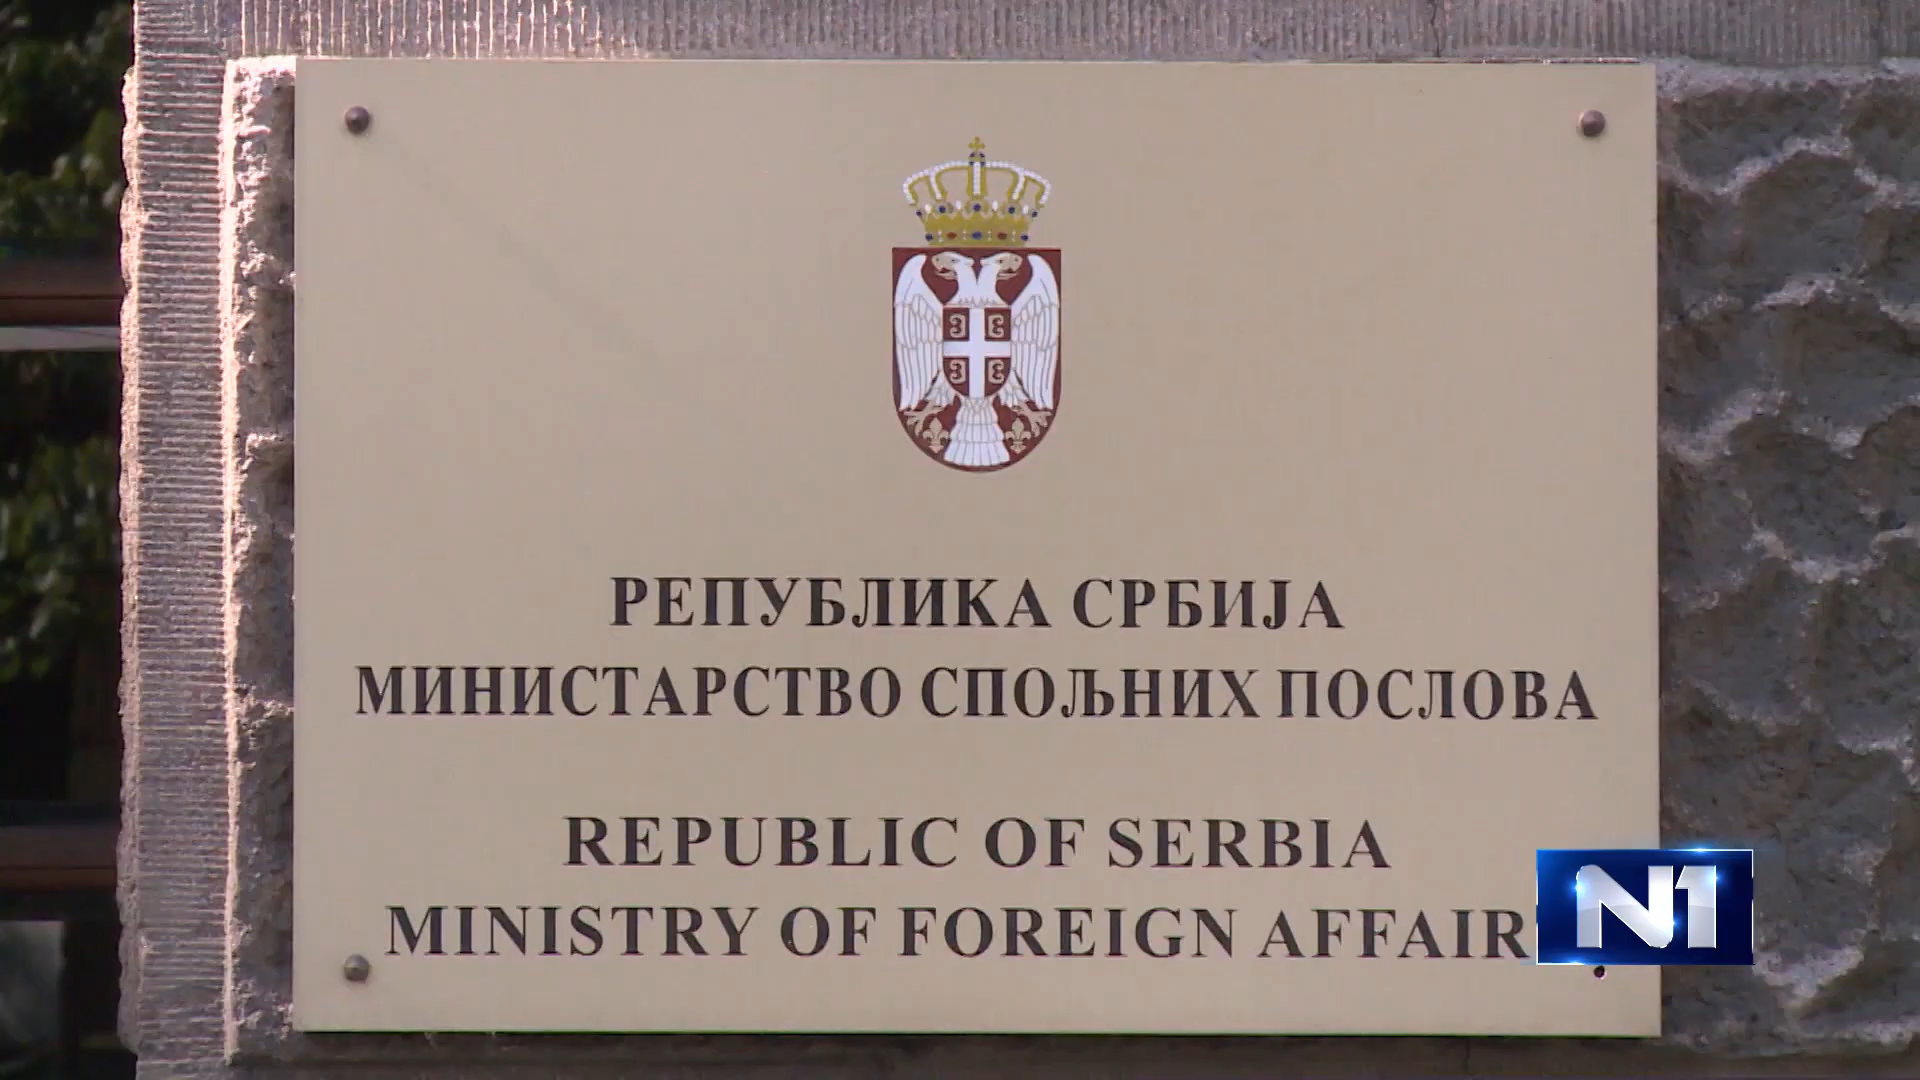 РЕПУБЛИКА СРБИЈА
МИНИСТАРСТВО СПОЉНИХ ПОСЛОВА
REPUBLIC OF SERBIA
MINISTRY OF FOREIGN AFFAIR
N1